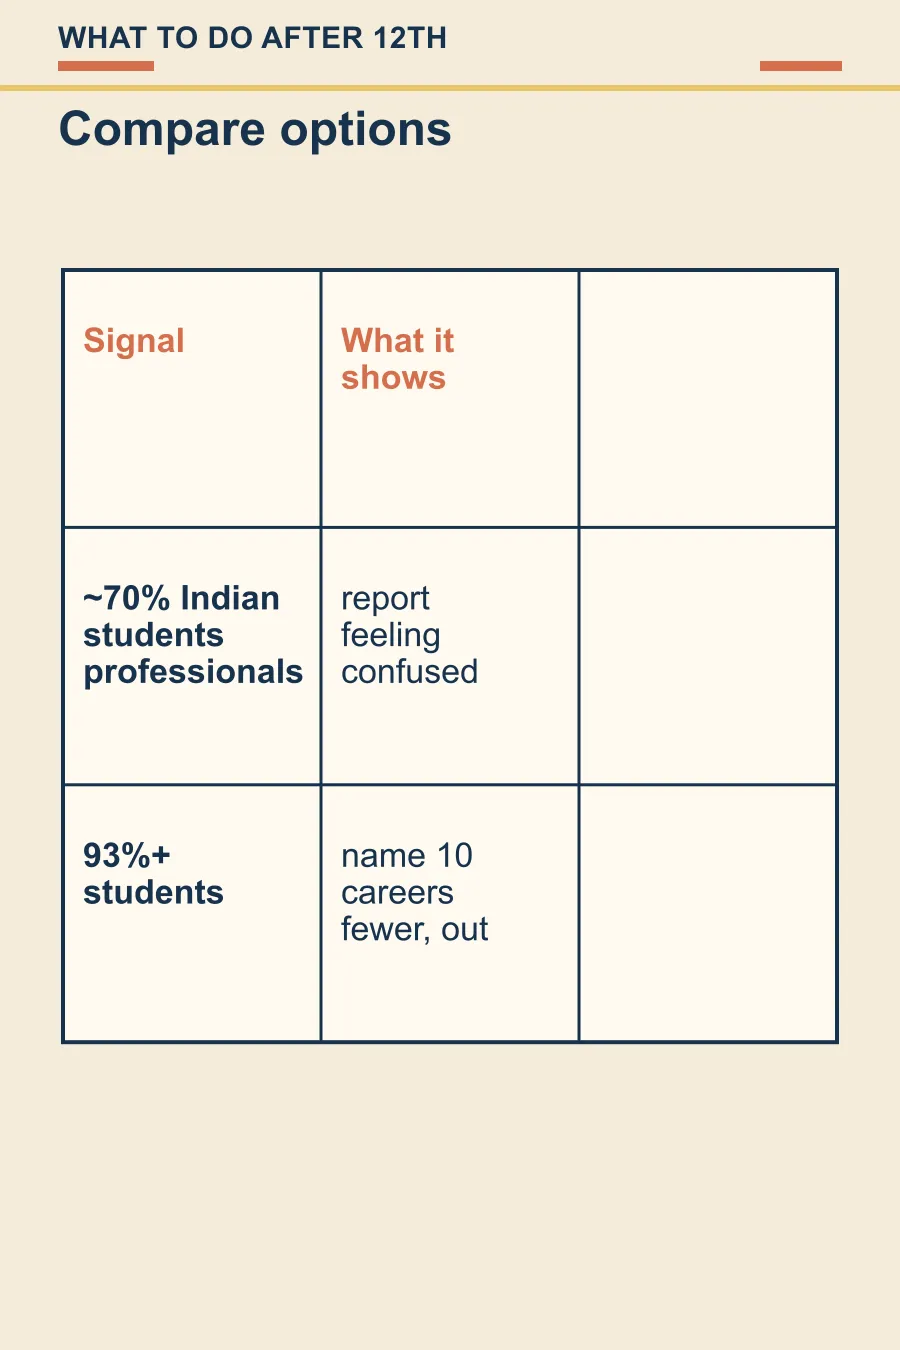 WHAT TO DO AFTER 12TH
Compare options
Signal
What it
shows
~70% Indian
students
professionals
report
feeling
confused
93%+
students
name 10
careers
fewer, out